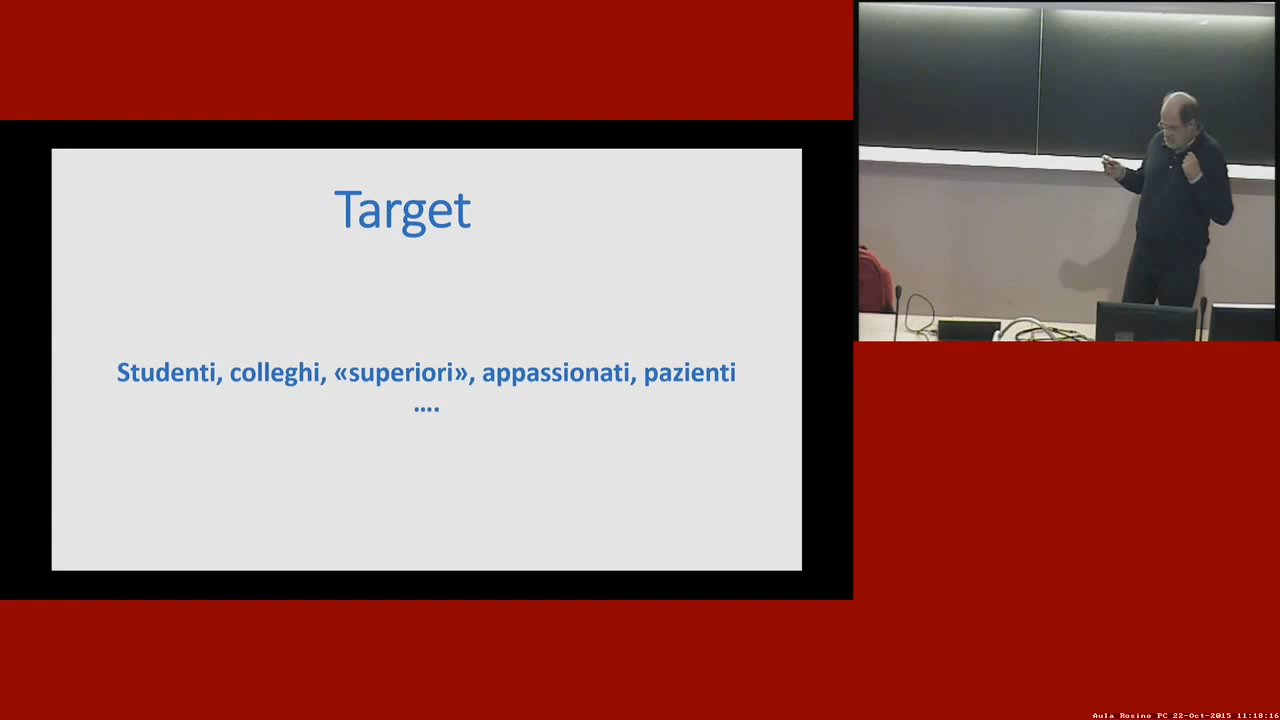 Target
Studenti, colleghi, «superiori», appassionati, pazienti
....
Aula Rosino PC 22-Oct-2015 11:18:16